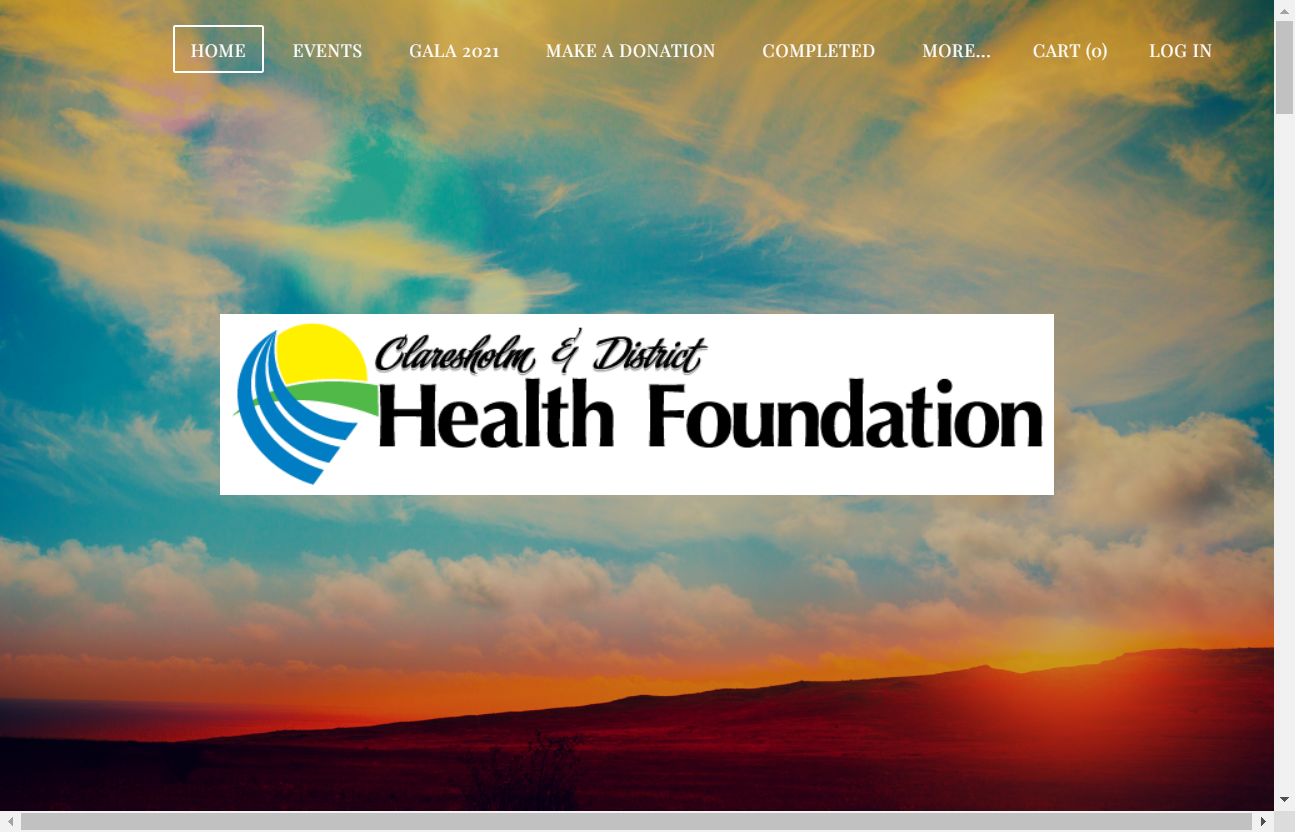 HOME EVENTS GALA 2021 MAKE A DONATION COMPLETED MORE... CART (0) LOG IN
Claresholm & District
Health Foundation